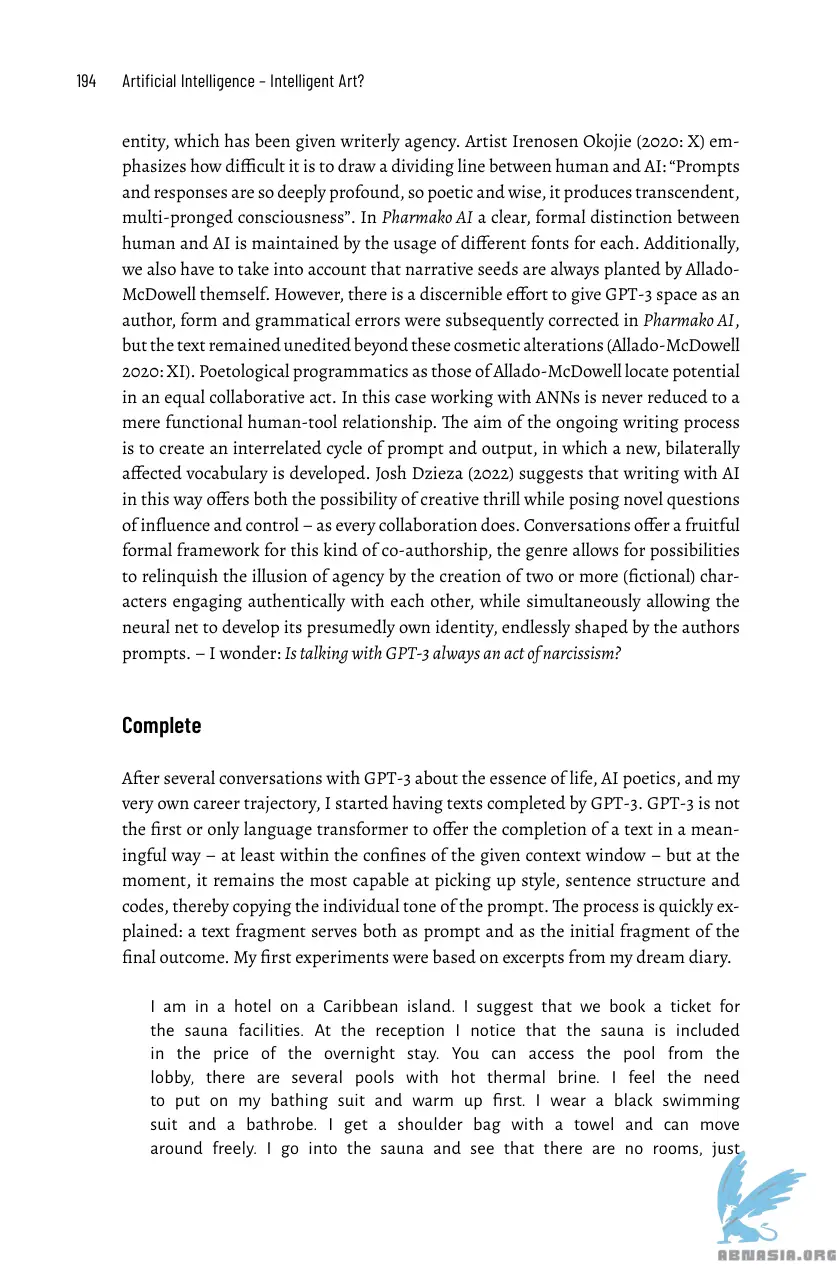 194 Artificial Intelligence – Intelligent Art?
entity, which has been given writerly agency. Artist Irenosen Okojie (2020: X) em-
phasizes how difficult it is to draw a dividing line between human and AI: “Prompts
and responses are so deeply profound, so poetic and wise, it produces transcendent,
multi-pronged consciousness”. In Pharmako AI a clear, formal distinction between
human and AI is maintained by the usage of different fonts for each. Additionally,
we also have to take into account that narrative seeds are always planted by Allado-
McDowell themself. However, there is a discernible effort to give GPT-3 space as an
author, form and grammatical errors were subsequently corrected in Pharmako AI,
but the text remained unedited beyond these cosmetic alterations (Allado-McDowell
2020: XI). Poetological programmatics as those of Allado-McDowell locate potential
in an equal collaborative act. In this case working with ANNs is never reduced to a
mere functional human-tool relationship. The aim of the ongoing writing process
is to create an interrelated cycle of prompt and output, in which a new, bilaterally
affected vocabulary is developed. Josh Dzieza (2022) suggests that writing with AI
in this way offers both the possibility of creative thrill while posing novel questions
of influence and control – as every collaboration does. Conversations offer a fruitful
formal framework for this kind of co-authorship, the genre allows for possibilities
to relinquish the illusion of agency by the creation of two or more (fictional) char-
acters engaging authentically with each other, while simultaneously allowing the
neural net to develop its presumedly own identity, endlessly shaped by the authors
prompts. – I wonder: Is talking with GPT-3 always an act of narcissism?
Complete
After several conversations with GPT-3 about the essence of life, AI poetics, and my
very own career trajectory, I started having texts completed by GPT-3. GPT-3 is not
the first or only language transformer to offer the completion of a text in a mean-
ingful way – at least within the confines of the given context window – but at the
moment, it remains the most capable at picking up style, sentence structure and
codes, thereby copying the individual tone of the prompt. The process is quickly ex-
plained: a text fragment serves both as prompt and as the initial fragment of the
final outcome. My first experiments were based on excerpts from my dream diary.
I am in a hotel on a Caribbean island. I suggest that we book a ticket for
the sauna facilities. At the reception I notice that the sauna is included
in the price of the overnight stay. You can access the pool from the
lobby, there are several pools with hot thermal brine. I feel the need
to put on my bathing suit and warm up first. I wear a black swimming
suit and a bathrobe. I get a shoulder bag with a towel and can move
around freely. I go into the sauna and see that there are no rooms, just
ABNASIA.ORG